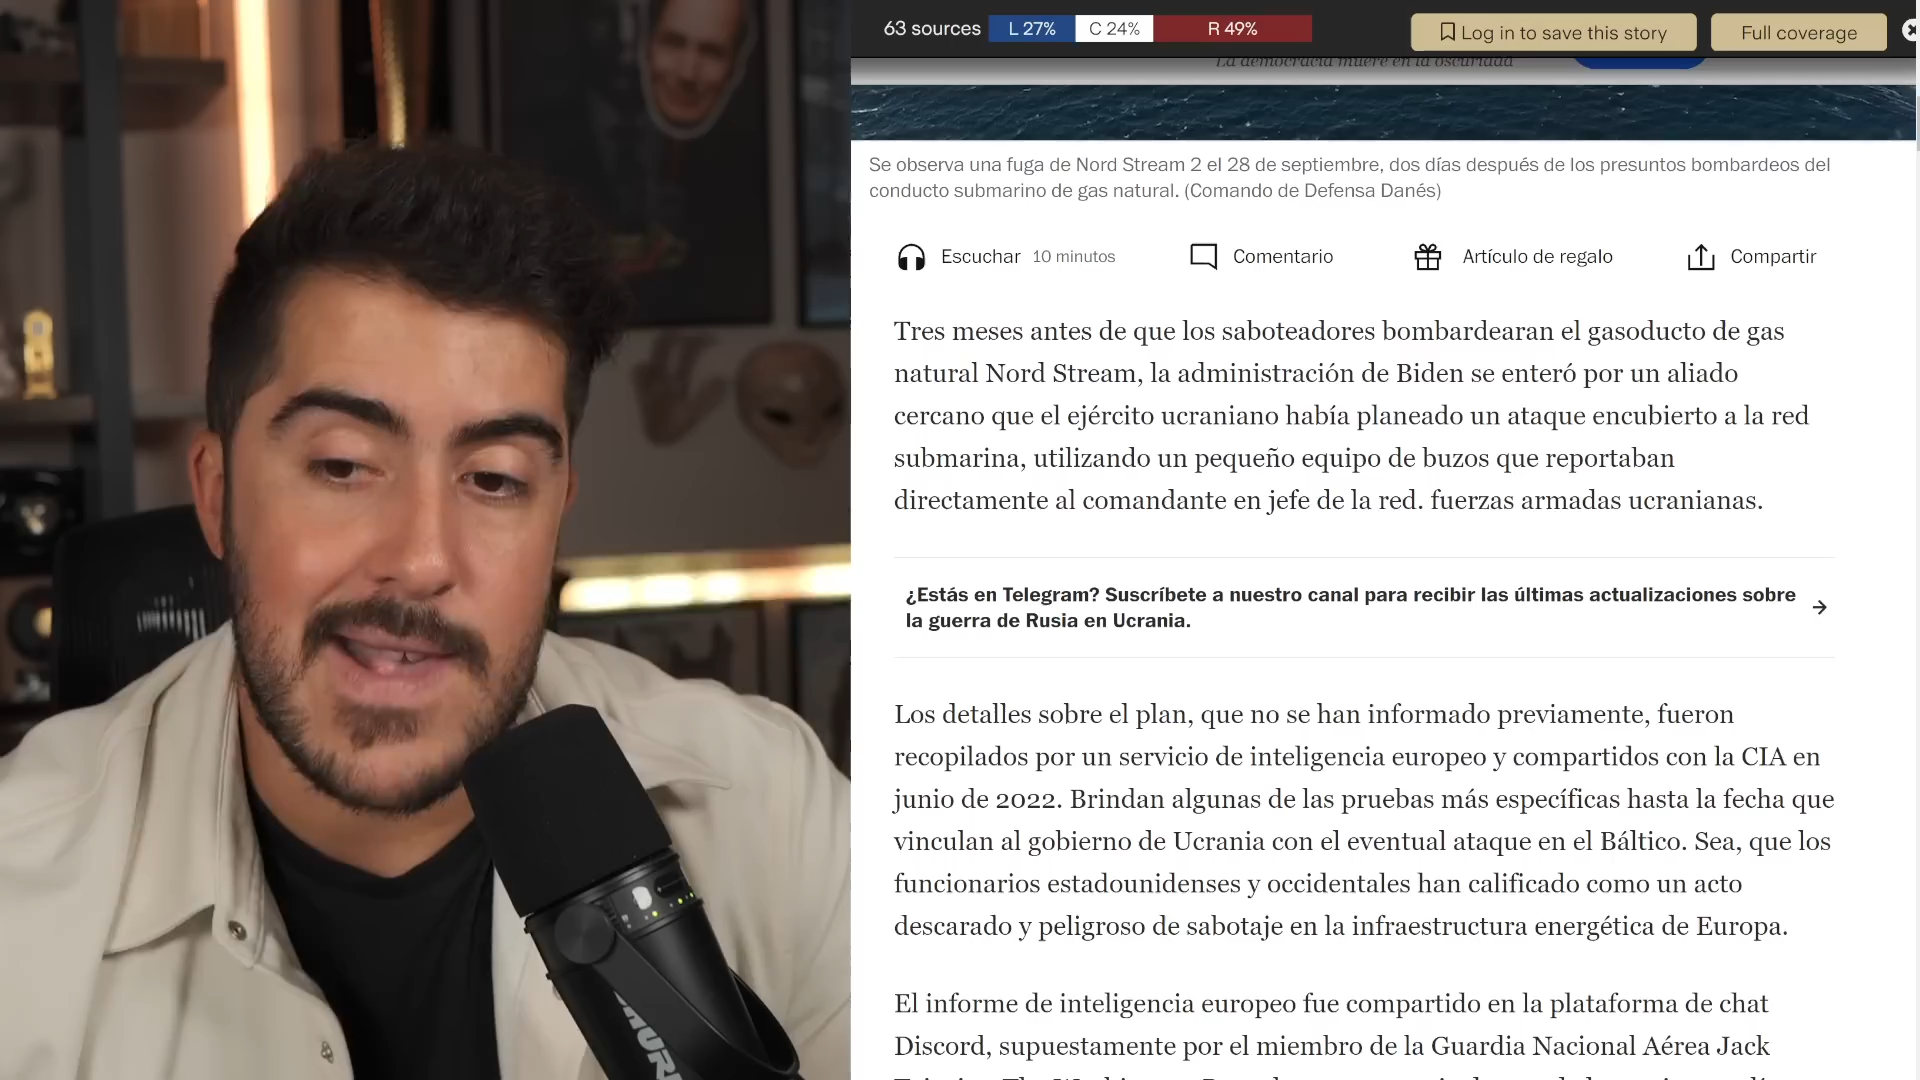 63 sources L 27% C 24% R 49% Log in to save this story Full coverage
La democracia muere en la oscuridad
Se observa una fuga de Nord Stream 2 el 28 de septiembre, dos días después de los presuntos bombardeos del
conducto submarino de gas natural. (Comando de Defensa Danés)
Escuchar 10 minutos Comentario Artículo de regalo Compartir
Tres meses antes de que los saboteadores bombardearan el gasoducto de gas
natural Nord Stream, la administración de Biden se enteró por un aliado
cercano que el ejército ucraniano había planeado un ataque encubierto a la red
submarina, utilizando un pequeño equipo de buzos que reportaban
directamente al comandante en jefe de la red. fuerzas armadas ucranianas.
¿Estás en Telegram? Suscríbete a nuestro canal para recibir las últimas actualizaciones sobre
la guerra de Rusia en Ucrania.
Los detalles sobre el plan, que no se han informado previamente, fueron
recopilados por un servicio de inteligencia europeo y compartidos con la CIA en
junio de 2022. Brindan algunas de las pruebas más específicas hasta la fecha que
vinculan al gobierno de Ucrania con el eventual ataque en el Báltico. Sea, que los
funcionarios estadounidenses y occidentales han calificado como un acto
descarado y peligroso de sabotaje en la infraestructura energética de Europa.
El informe de inteligencia europeo fue compartido en la plataforma de chat
Discord, supuestamente por el miembro de la Guardia Nacional Aérea Jack